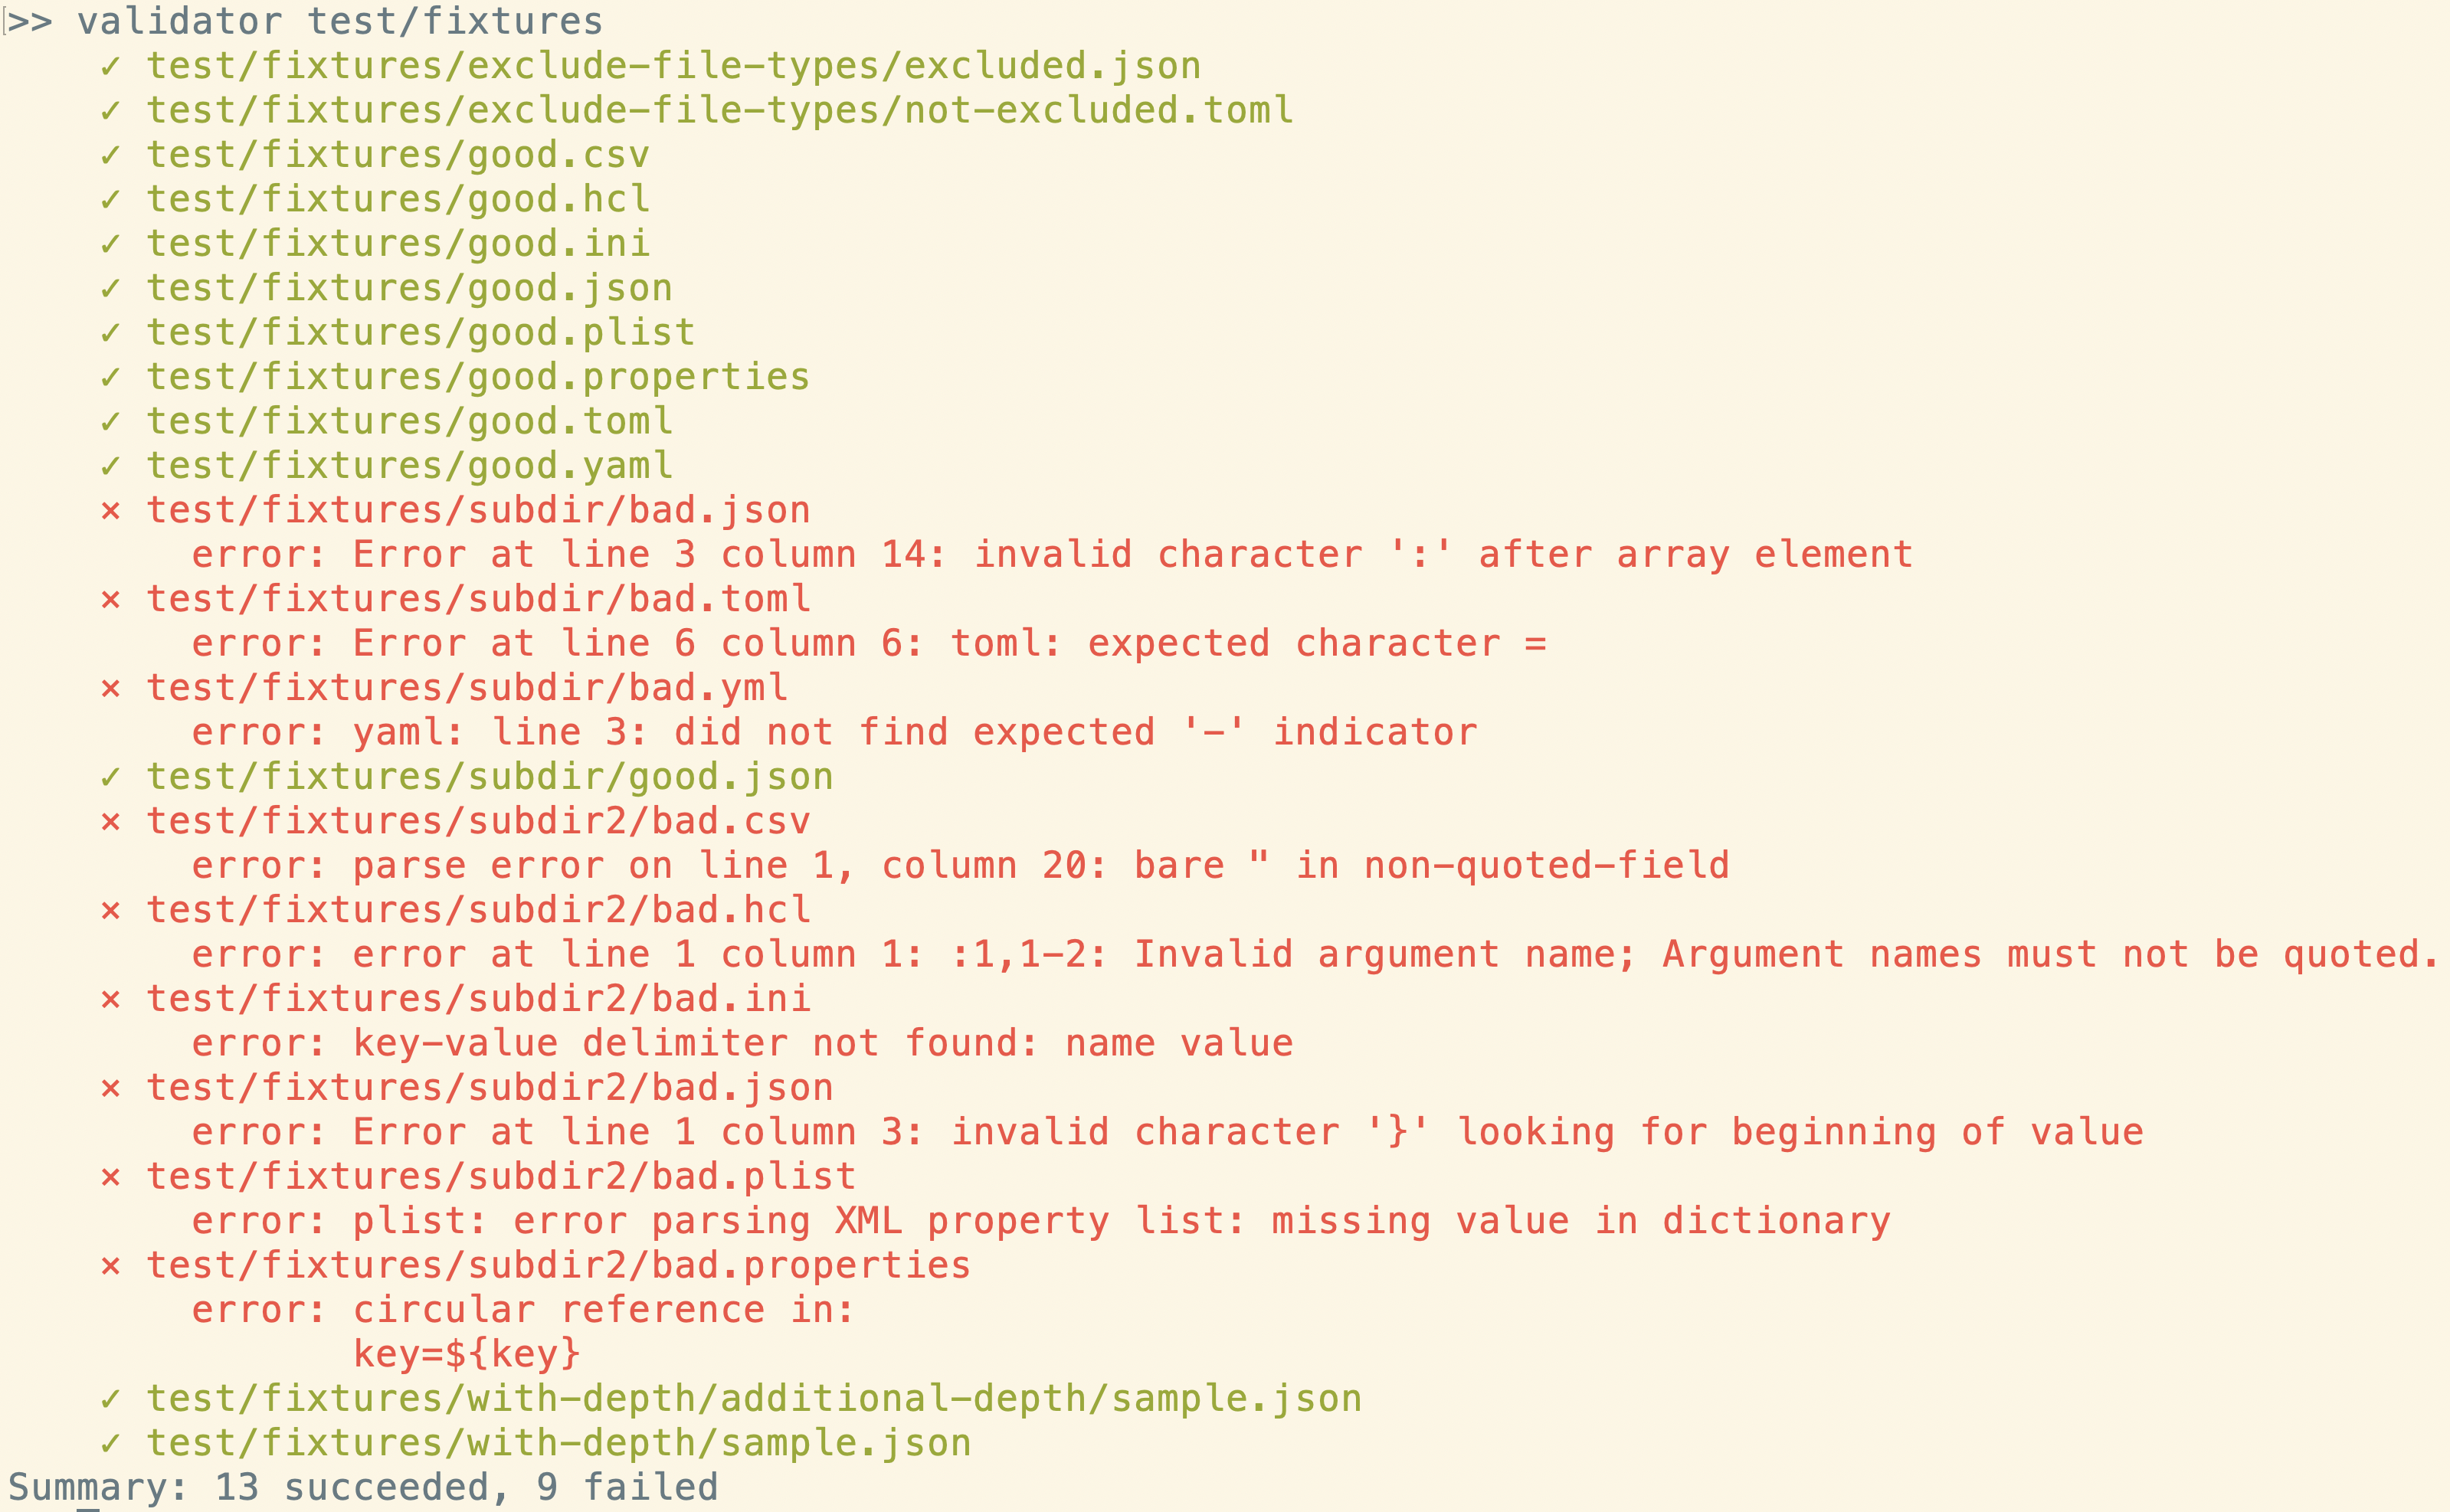 >> validator test/fixtures
✓ test/fixtures/exclude-file-types/excluded.json
✓ test/fixtures/exclude-file-types/not-excluded.toml
✓ test/fixtures/good.csv
✓ test/fixtures/good.hcl
✓ test/fixtures/good.ini
✓ test/fixtures/good.json
✓ test/fixtures/good.plist
✓ test/fixtures/good.properties
✓ test/fixtures/good.toml
✓ test/fixtures/good.yaml
× test/fixtures/subdir/bad.json
error: Error at line 3 column 14: invalid character ':' after array element
× test/fixtures/subdir/bad.toml
error: Error at line 6 column 6: toml: expected character =
× test/fixtures/subdir/bad.yml
error: yaml: line 3: did not find expected '-' indicator
✓ test/fixtures/subdir/good.json
× test/fixtures/subdir2/bad.csv
error: parse error on line 1, column 20: bare " in non-quoted-field
× test/fixtures/subdir2/bad.hcl
error: error at line 1 column 1: :1,1-2: Invalid argument name; Argument names must not be quoted.
× test/fixtures/subdir2/bad.ini
error: key-value delimiter not found: name value
× test/fixtures/subdir2/bad.json
error: Error at line 1 column 3: invalid character '}' looking for beginning of value
× test/fixtures/subdir2/bad.plist
error: plist: error parsing XML property list: missing value in dictionary
× test/fixtures/subdir2/bad.properties
error: circular reference in:
key=${key}
✓ test/fixtures/with-depth/additional-depth/sample.json
✓ test/fixtures/with-depth/sample.json
Summary: 13 succeeded, 9 failed